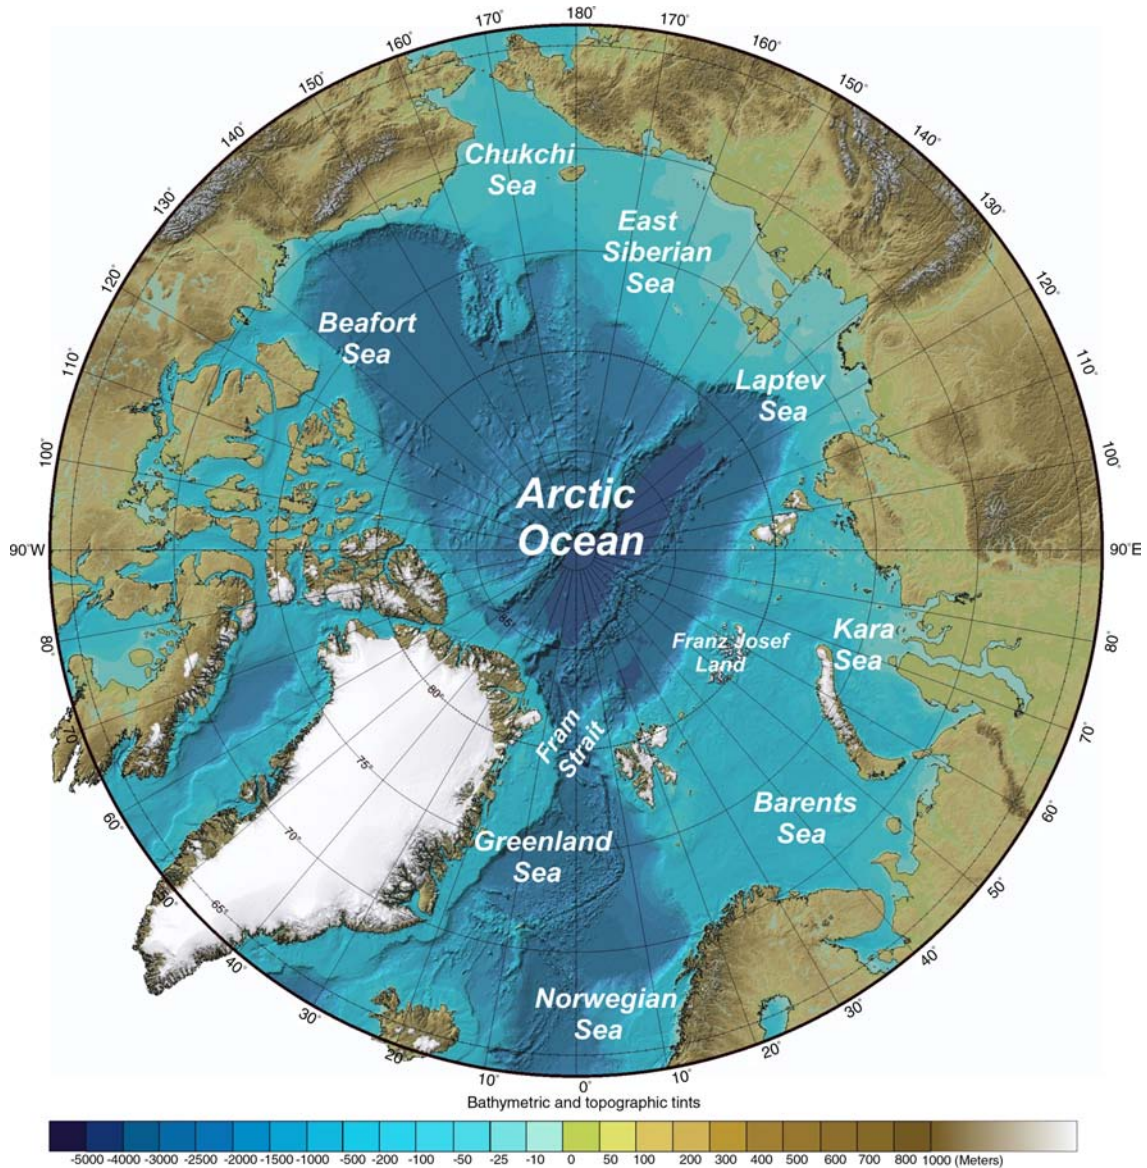 180°
170°
170°
160°
160°
150°
150°
140°
140°
130°
130°
120°
120°
110°
110°
100°
100°
90°W
90°E
80°
80°
70°
70°
60°
60°
50°
50°
40°
40°
30°
30°
20°
20°
10°
0°
10°
Chukchi
Sea
East
Siberian
Sea
Beafort
Sea
Laptev
Sea
Arctic
Ocean
Kara
Sea
Franz Josef
Land
Fram
Strait
Barents
Sea
Greenland
Sea
Norwegian
Sea
85°
80°
75°
70°
65°
Bathymetric and topographic tints
-5000 -4000 -3000 -2500 -2000 -1500 -1000 -500 -200 -100 -50 -25 -10 0 50 100 200 300 400 500 600 700 800 1000 (Meters)